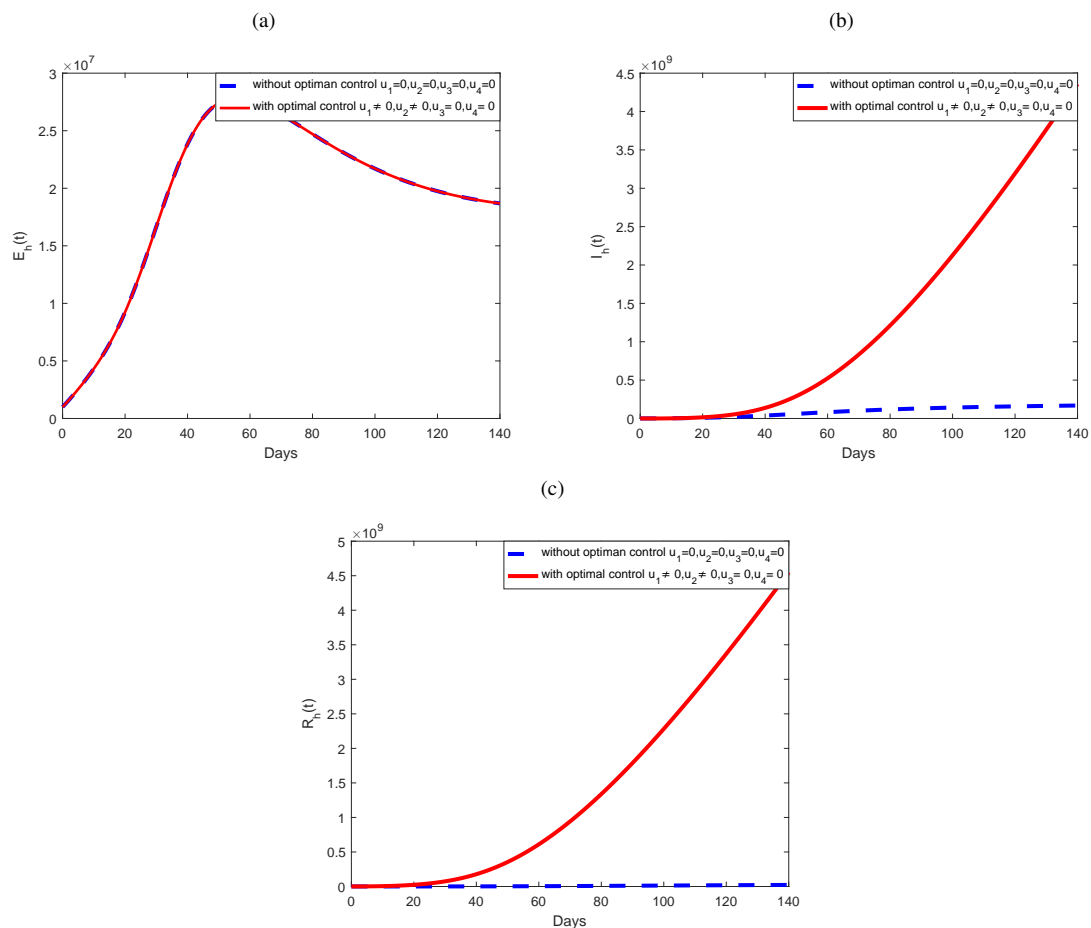 (a)
×10^7
3
2.5
2
1.5
1
0.5
0
E_h(t)
0 20 40 60 80 100 120 140
Days
without optiman control u_1=0,u_2=0,u_3=0,u_4=0
with optimal control u_1 ≠ 0,u_2 ≠ 0,u_3= 0,u_4= 0
(b)
×10^9
4.5
4
3.5
3
2.5
2
1.5
1
0.5
0
I_h(t)
0 20 40 60 80 100 120 140
Days
without optiman control u_1=0,u_2=0,u_3=0,u_4=0
with optimal control u_1 ≠ 0,u_2 ≠ 0,u_3= 0,u_4= 0
(c)
×10^9
5
4.5
4
3.5
3
2.5
2
1.5
1
0.5
0
R_h(t)
0 20 40 60 80 100 120 140
Days
without optiman control u_1=0,u_2=0,u_3=0,u_4=0
with optimal control u_1 ≠ 0,u_2 ≠ 0,u_3= 0,u_4= 0